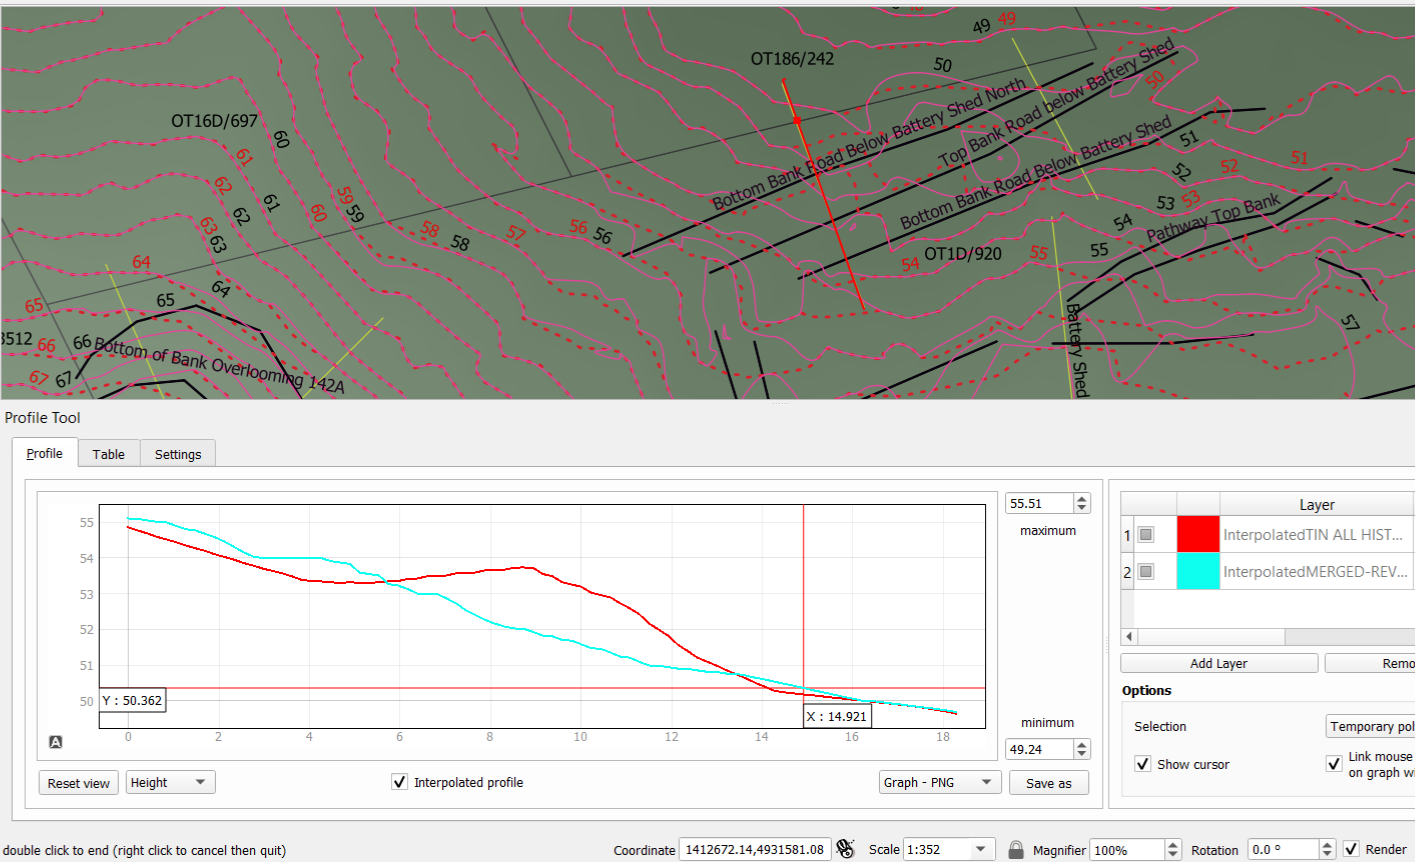 49
49
50
OT186/242
50
Bottom Bank Road Below Battery Shed North
Top Bank Road below Battery Shed
Bottom Bank Road Below Battery Shed
OT16D/697
60
61
62
61
62
63
63
60
59
59
58
58
57
56
56
51
52
52
51
53
53
54
Pathway Top Bank
55
55
54
OT1D/920
64
65
65
64
3512
66
66
67
67
Bottom of Bank Overlooming 142A
Battery Shed
57
Profile Tool
Profile
Table
Settings
55
54
53
52
51
50
Y : 50.362
X : 14.921
0
2
4
6
8
10
12
14
16
18
A
55.51
maximum
minimum
49.24
Reset view
Height
Interpolated profile
Graph - PNG
Save as
Layer
1
InterpolatedTIN ALL HIST...
2
InterpolatedMERGED-REV...
Add Layer
Remo
Options
Selection
Temporary pol
Show cursor
Link mouse
on graph wi
double click to end (right click to cancel then quit)
Coordinate
1412672.14,4931581.08
Scale
1:352
Magnifier
100%
Rotation
0.0 °
Render